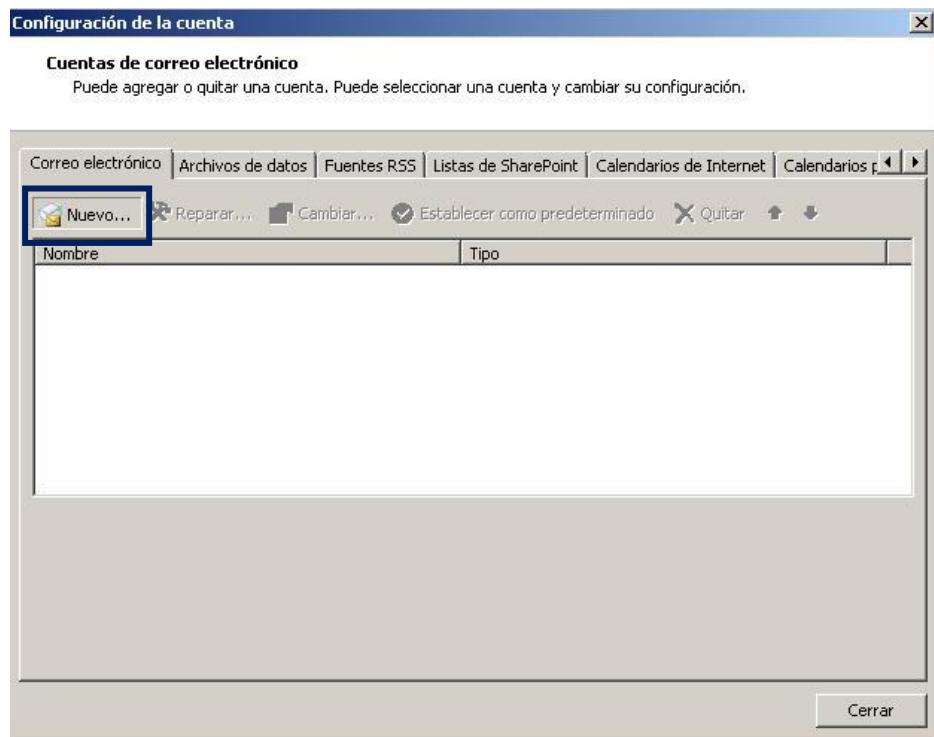 Configuración de la cuenta
Cuentas de correo electrónico
Puede agregar o quitar una cuenta. Puede seleccionar una cuenta y cambiar su configuración.
Correo electrónico Archivos de datos Fuentes RSS Listas de SharePoint Calendarios de Internet Calendarios
Nuevo... Reparar... Cambiar... Establecer como predeterminado Quitar
Nombre Tipo
Cerrar